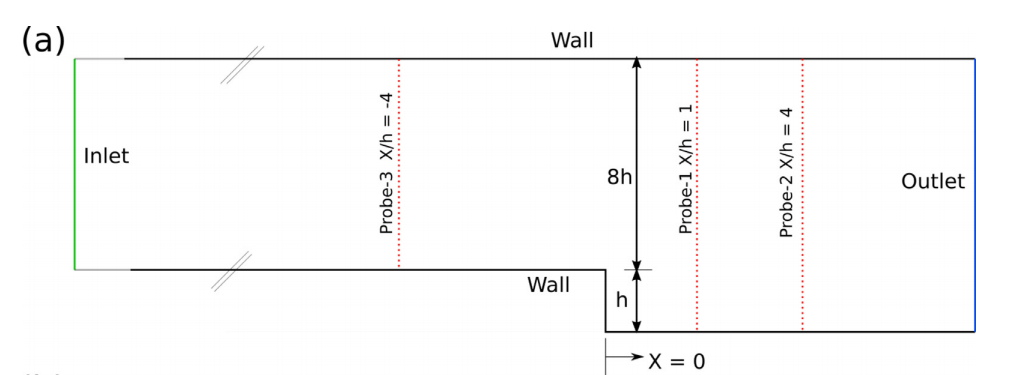 (a)
Wall
Inlet
Probe-3 X/h = -4
8h
Probe-1 X/h = 1
Probe-2 X/h = 4
Outlet
Wall
h
X = 0